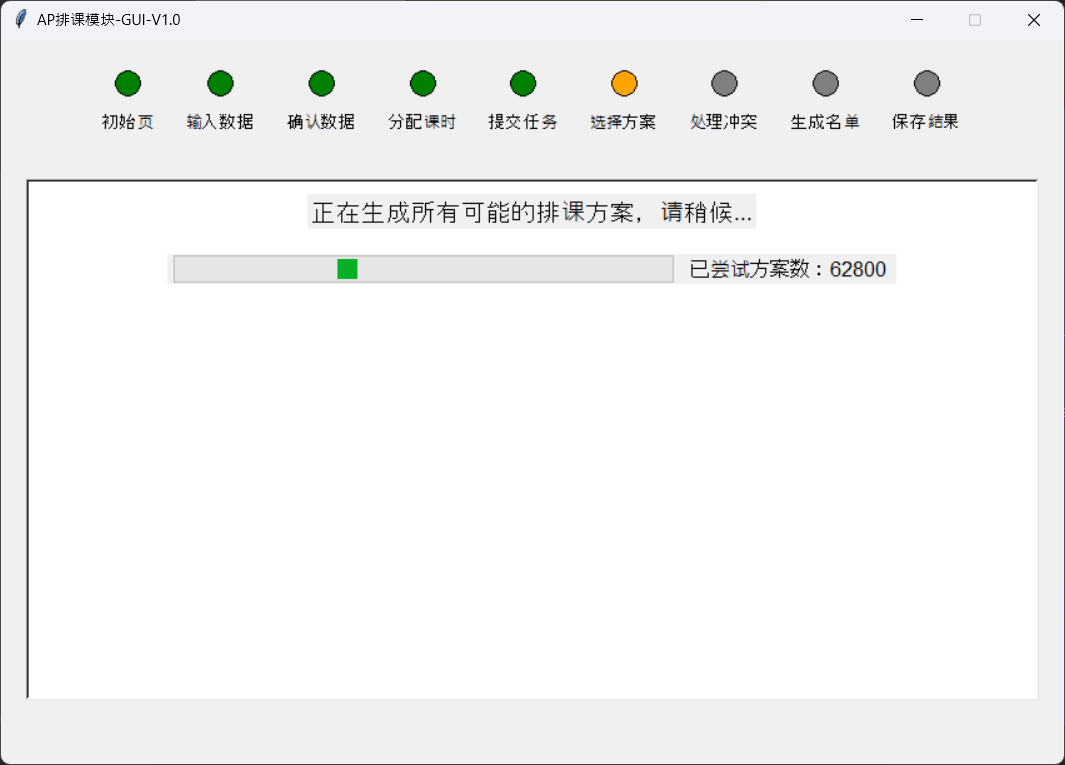 AP排课模块-GUI-V1.0
初始页 输入数据 确认数据 分配课时 提交任务 选择方案 处理冲突 生成名单 保存结果
正在生成所有可能的排课方案，请稍候...
已尝试方案数：62800